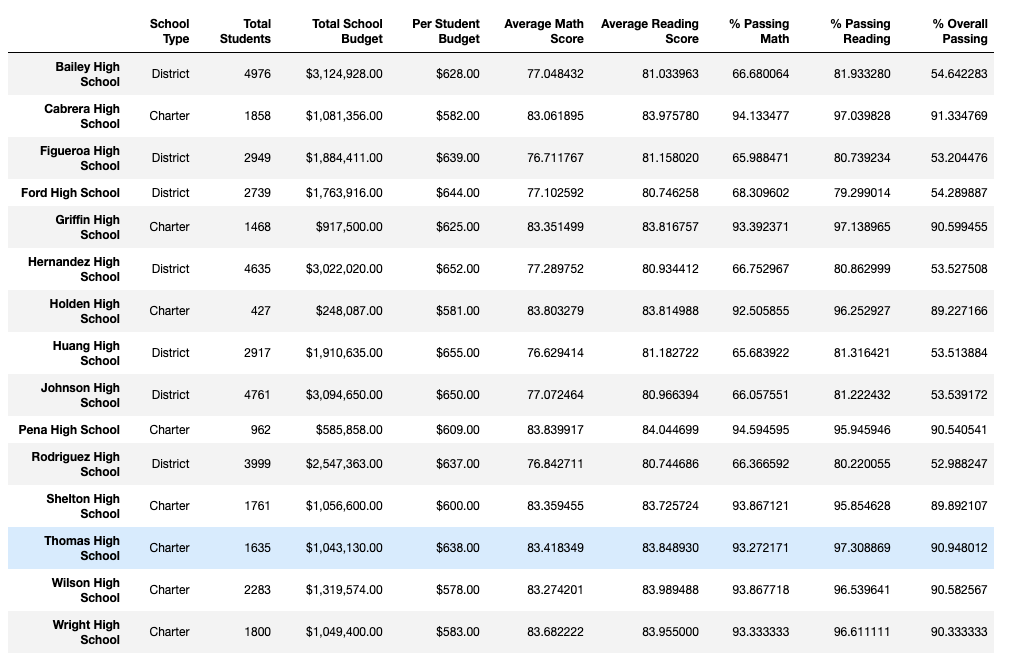 School Type Total Students Total School Budget Per Student Budget Average Math Score Average Reading Score % Passing Math % Passing Reading % Overall Passing
Bailey High School District 4976 $3,124,928.00 $628.00 77.048432 81.033963 66.680064 81.933280 54.642283
Cabrera High School Charter 1858 $1,081,356.00 $582.00 83.061895 83.975780 94.133477 97.039828 91.334769
Figueroa High School District 2949 $1,884,411.00 $639.00 76.711767 81.158020 65.988471 80.739234 53.204476
Ford High School District 2739 $1,763,916.00 $644.00 77.102592 80.746258 68.309602 79.299014 54.289887
Griffin High School Charter 1468 $917,500.00 $625.00 83.351499 83.816757 93.392371 97.138965 90.599455
Hernandez High School District 4635 $3,022,020.00 $652.00 77.289752 80.934412 66.752967 80.862999 53.527508
Holden High School Charter 427 $248,087.00 $581.00 83.803279 83.814988 92.505855 96.252927 89.227166
Huang High School District 2917 $1,910,635.00 $655.00 76.629414 81.182722 65.683922 81.316421 53.513884
Johnson High School District 4761 $3,094,650.00 $650.00 77.072464 80.966394 66.057551 81.222432 53.539172
Pena High School Charter 962 $585,858.00 $609.00 83.839917 84.044699 94.594595 95.945946 90.540541
Rodriguez High School District 3999 $2,547,363.00 $637.00 76.842711 80.744686 66.366592 80.220055 52.988247
Shelton High School Charter 1761 $1,056,600.00 $600.00 83.359455 83.725724 93.867121 95.854628 89.892107
Thomas High School Charter 1635 $1,043,130.00 $638.00 83.418349 83.848930 93.272171 97.308869 90.948012
Wilson High School Charter 2283 $1,319,574.00 $578.00 83.274201 83.989488 93.867718 96.539641 90.582567
Wright High School Charter 1800 $1,049,400.00 $583.00 83.682222 83.955000 93.333333 96.611111 90.333333